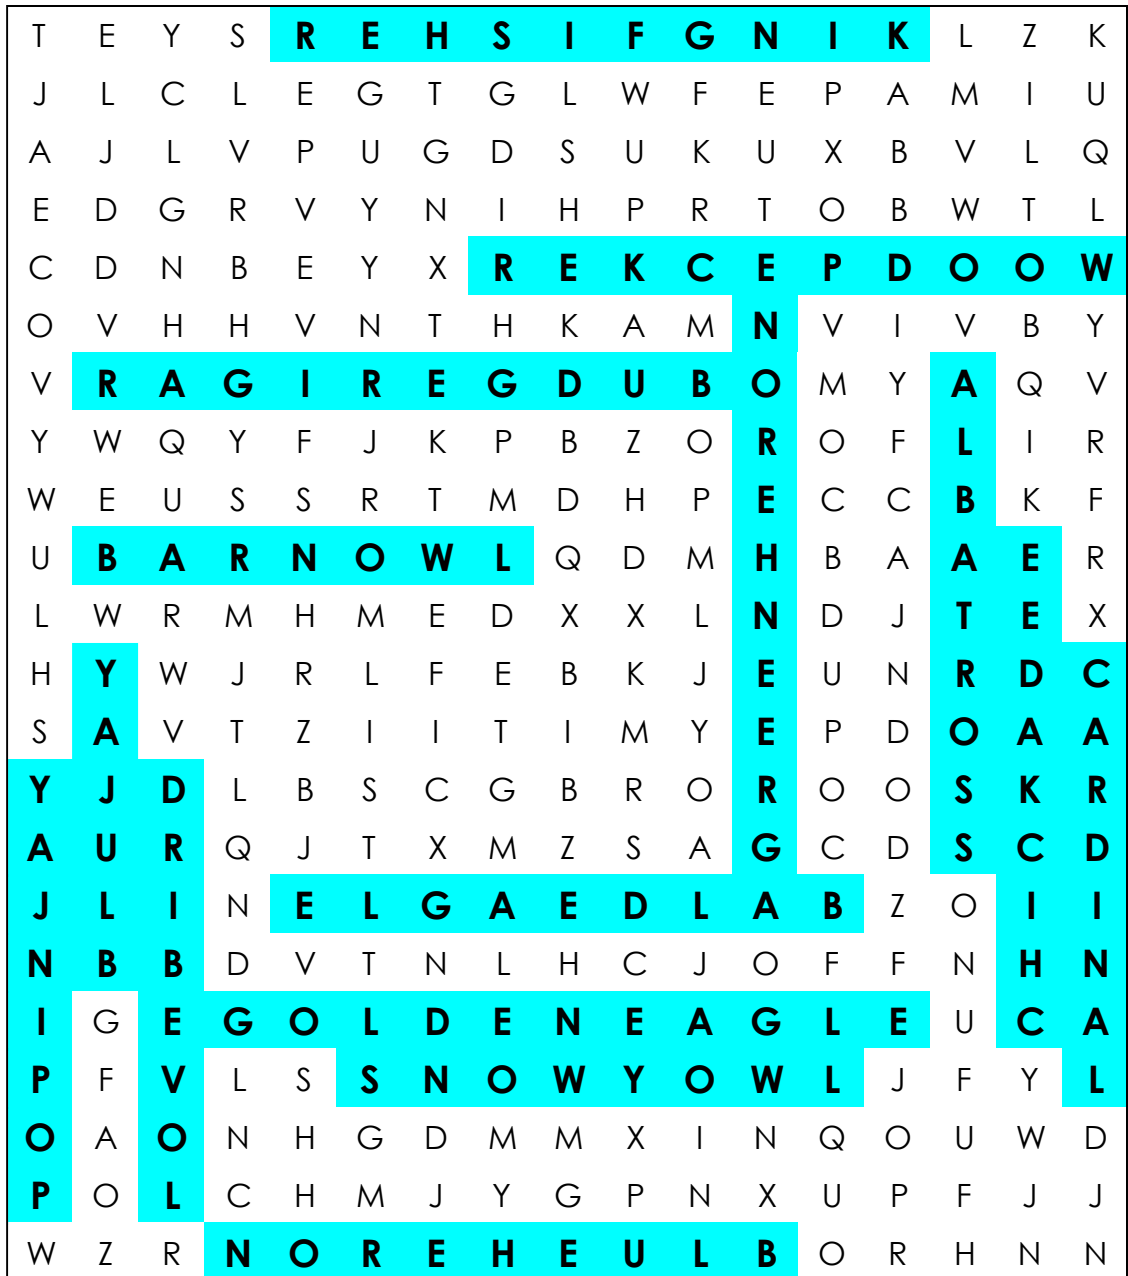 T E Y S R E H S I F G N I K L Z K
J L C L E G T G L W F E P A M I U
A J L V P U G D S U K U X B V L Q
E D G R V Y N I H P R T O B W T L
C D N B E Y X R E K C E P D O O W
O V H H V N T H K A M N V I V B Y
V R A G I R E G D U B O M Y A Q V
Y W Q Y F J K P B Z O R O F L I R
W E U S S R T M D H P E C C B K F
U B A R N O W L Q D M H B A A E R
L W R M H M E D X X L N D J T E X
H Y W J R L F E B K J E U N R D C
S A V T Z I I T I M Y E P D O A A
Y J D L B S C G B R O R O O S K R
A U R Q J T X M Z S A G C D S C D
J L I N E L G A E D L A B Z O I I
N B B D V T N L H C J O F F N H N
I G E G O L D E N E A G L E U C A
P F V L S S N O W Y O W L J F Y L
O A O N H G D M M X I N Q O U W D
P O L C H M J Y G P N X U P F J J
W Z R N O R E H E U L B O R H N N